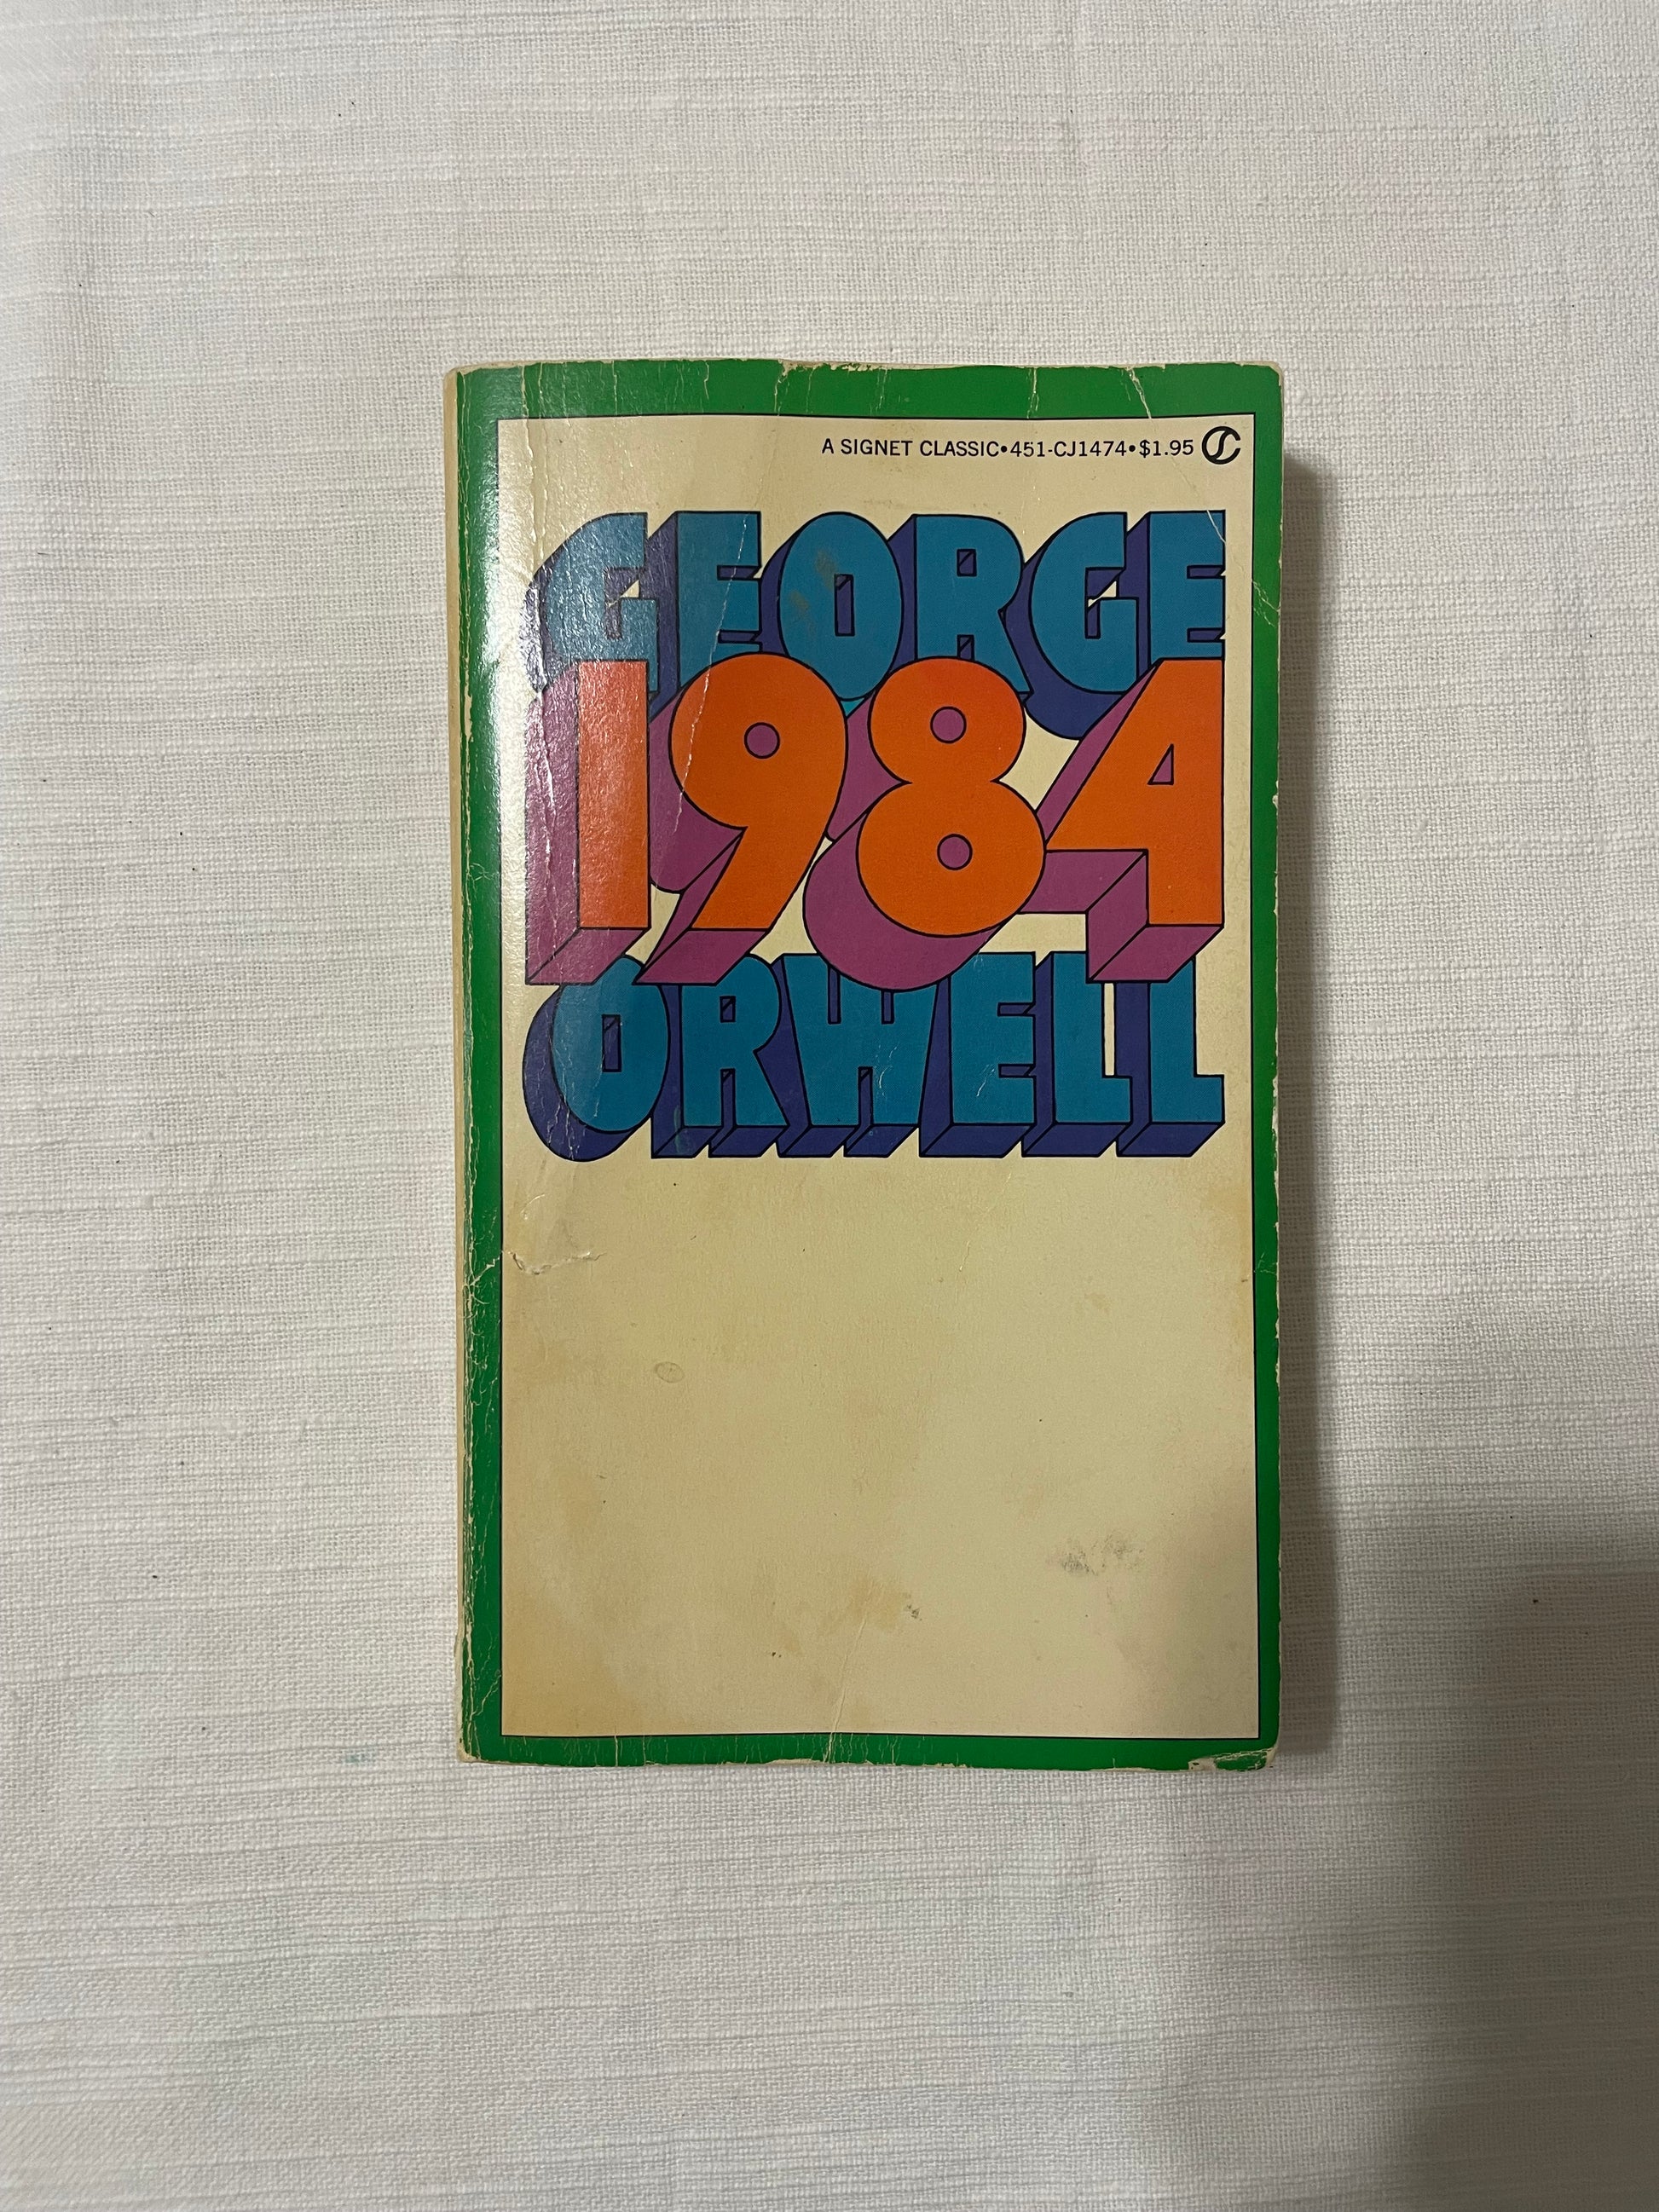 A SIGNET CLASSIC•451-CJ1474•$1.95
GEORGE
1984
ORWELL